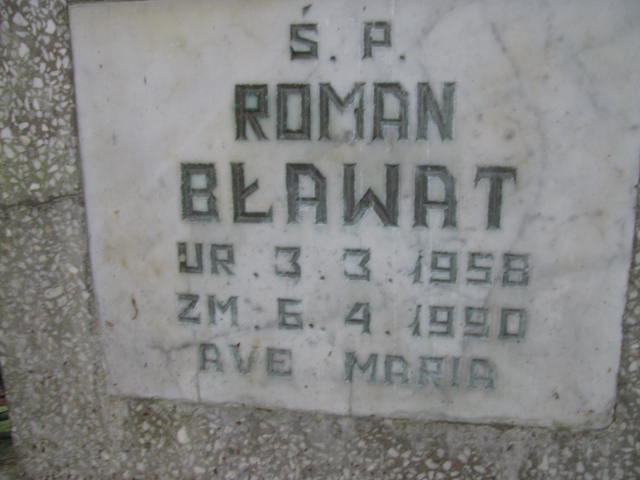 Ś. P.
ROMAN
BŁAWAT
UR. 3. 3. 1958
ZM. 6. 4. 1990
AVE MARIA